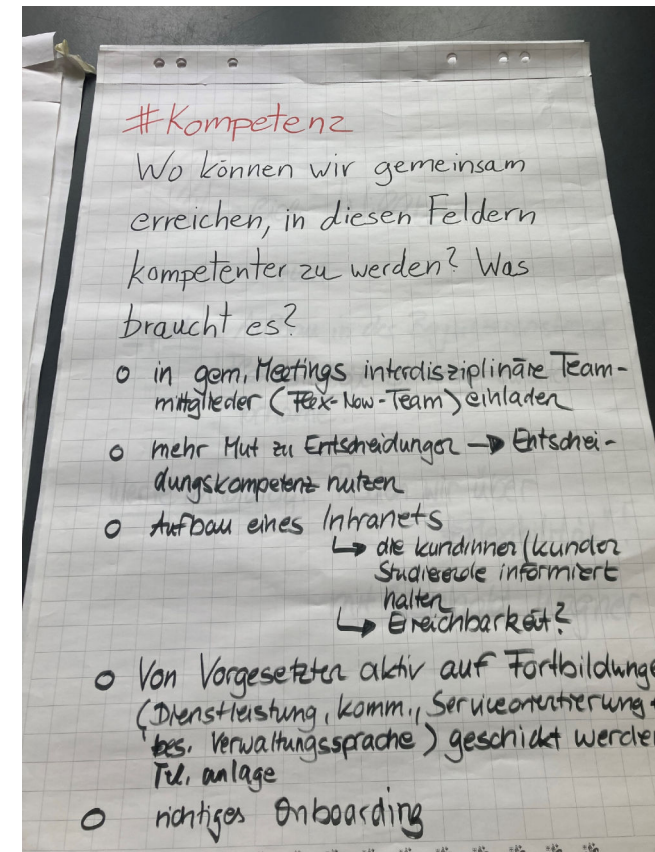 #Kompetenz
Wo können wir gemeinsam
erreichen, in diesen Feldern
kompetenter zu werden? Was
braucht es?
o in gem. Meetings interdisziplinäre Team-
mitglieder (Flex-Now-Team) einladen
o mehr Mut zu Entscheidungen → Entschei-
dungskompetenz nutzen
o Aufbau eines Intranets
↳ die Kundinnen/Kunden
Studierende informiert
halten
↳ Erreichbarkeit?
o Von Vorgesetzten aktiv auf Fortbildunge
(Dienstleistung, Komm., Serviceorientierung +
bes. Verwaltungssprache) geschickt werde
Tel. anlage
o richtiges Onboarding